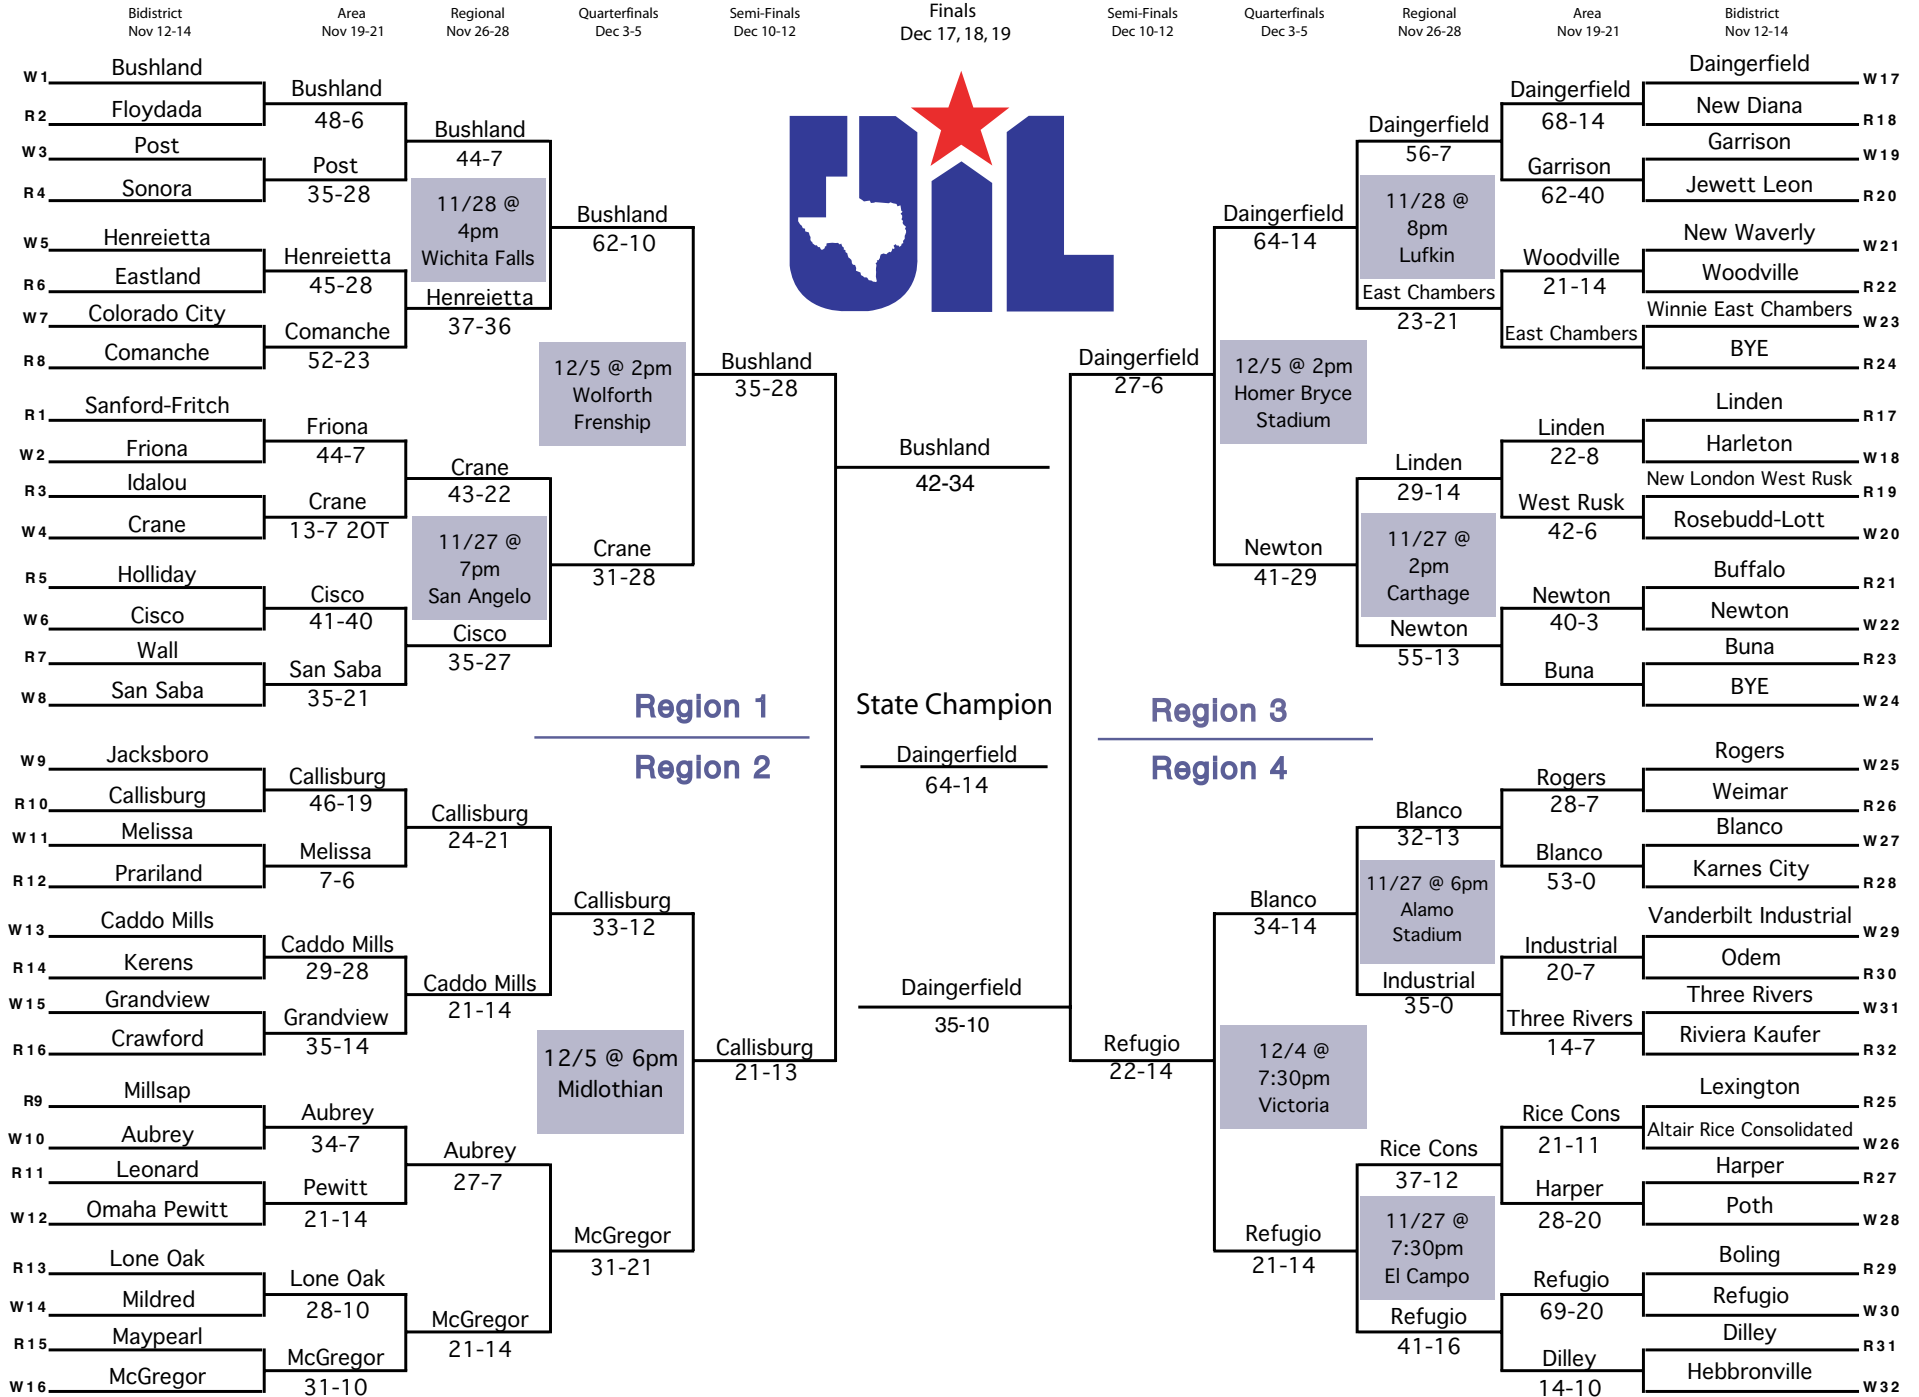 Bidistrict
Nov 12-14
Area
Nov 19-21
Regional
Nov 26-28
Quarterfinals
Dec 3-5
Semi-Finals
Dec 10-12
Finals
Dec 17, 18, 19
Semi-Finals
Dec 10-12
Quarterfinals
Dec 3-5
Regional
Nov 26-28
Area
Nov 19-21
Bidistrict
Nov 12-14
W1 Bushland
R2 Floydada
W3 Post
R4 Sonora
W5 Henreietta
R6 Eastland
W7 Colorado City
R8 Comanche
R1 Sanford-Fritch
W2 Friona
R3 Idalou
W4 Crane
R5 Holliday
W6 Cisco
R7 Wall
W8 San Saba
W9 Jacksboro
R10 Callisburg
W11 Melissa
R12 Prariland
W13 Caddo Mills
R14 Kerens
W15 Grandview
R16 Crawford
R9 Millsap
W10 Aubrey
R11 Leonard
W12 Omaha Pewitt
R13 Lone Oak
W14 Mildred
R15 Maypearl
W16 McGregor
Bushland
48-6
Post
35-28
Henreietta
45-28
Comanche
52-23
Friona
44-7
Crane
13-7 2OT
Cisco
41-40
San Saba
35-21
Callisburg
46-19
Melissa
7-6
Caddo Mills
29-28
Grandview
35-14
Aubrey
34-7
Pewitt
21-14
Lone Oak
28-10
McGregor
31-10
Bushland
44-7
11/28 @
4pm
Wichita Falls
Henreietta
37-36
Crane
43-22
11/27 @
7pm
San Angelo
Cisco
35-27
Callisburg
24-21
Caddo Mills
21-14
Aubrey
27-7
McGregor
21-14
Bushland
62-10
12/5 @ 2pm
Wolforth
Frenship
Crane
31-28
Callisburg
33-12
12/5 @ 6pm
Midlothian
McGregor
31-21
Bushland
35-28
Callisburg
21-13
Region 1
Region 2
UIL
Bushland
42-34
State Champion
Daingerfield
64-14
Daingerfield
35-10
Region 3
Region 4
Daingerfield
27-6
Refugio
22-14
Daingerfield
64-14
12/5 @ 2pm
Homer Bryce
Stadium
Newton
41-29
Blanco
34-14
12/4 @
7:30pm
Victoria
Refugio
21-14
Daingerfield
56-7
11/28 @
8pm
Lufkin
East Chambers
23-21
Linden
29-14
11/27 @
2pm
Carthage
Newton
55-13
Blanco
32-13
11/27 @ 6pm
Alamo
Stadium
Industrial
35-0
Rice Cons
37-12
11/27 @
7:30pm
El Campo
Refugio
41-16
Daingerfield
68-14
Garrison
62-40
Woodville
21-14
East Chambers
Linden
22-8
West Rusk
42-6
Newton
40-3
Buna
Rogers
28-7
Blanco
53-0
Industrial
20-7
Three Rivers
14-7
Rice Cons
21-11
Harper
28-20
Refugio
69-20
Dilley
14-10
Daingerfield W17
New Diana R18
Garrison W19
Jewett Leon R20
New Waverly W21
Woodville R22
Winnie East Chambers W23
BYE R24
Linden R17
Harleton W18
New London West Rusk R19
Rosebudd-Lott W20
Buffalo R21
Newton W22
Buna R23
BYE W24
Rogers W25
Weimar R26
Blanco W27
Karnes City R28
Vanderbilt Industrial W29
Odem R30
Three Rivers W31
Riviera Kaufer R32
Lexington R25
Altair Rice Consolidated W26
Harper R27
Poth W28
Boling R29
Refugio W30
Dilley R31
Hebbronville W32